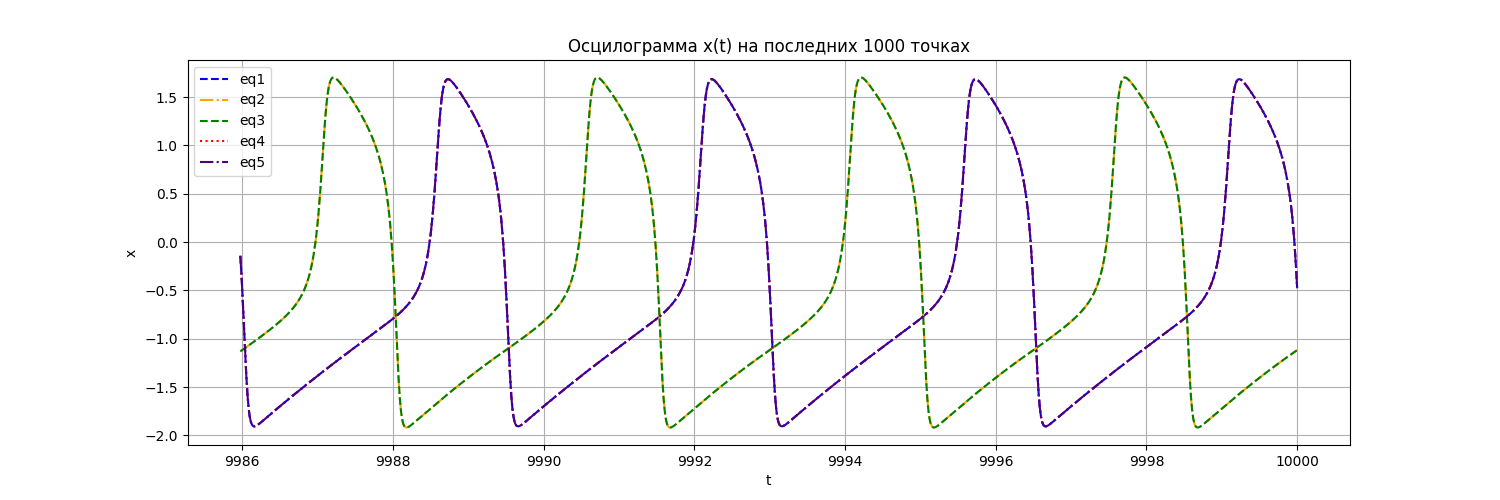 Осцилограмма x(t) на последних 1000 точках
eq1
eq2
eq3
eq4
eq5
x
1.5
1.0
0.5
0.0
−0.5
−1.0
−1.5
−2.0
9986
9988
9990
9992
9994
9996
9998
10000
t